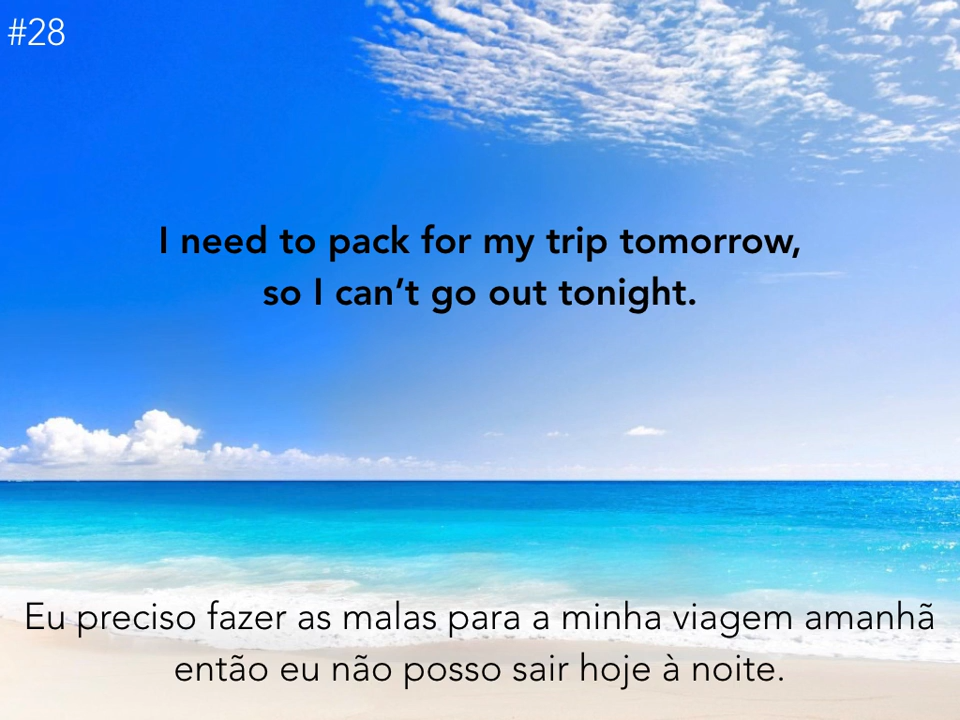 #28
I need to pack for my trip tomorrow,
so I can’t go out tonight.
Eu preciso fazer as malas para a minha viagem amanhã
então eu não posso sair hoje à noite.